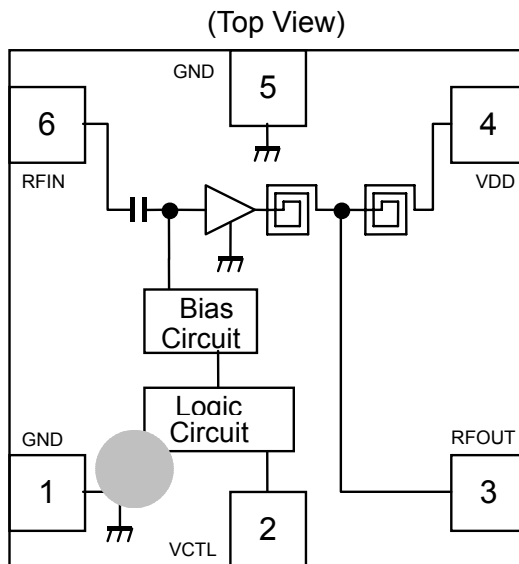 (Top View)
GND
5
6
4
RFIN
VDD
Bias
Circuit
Logic
Circuit
GND
RFOUT
1
2
3
VCTL